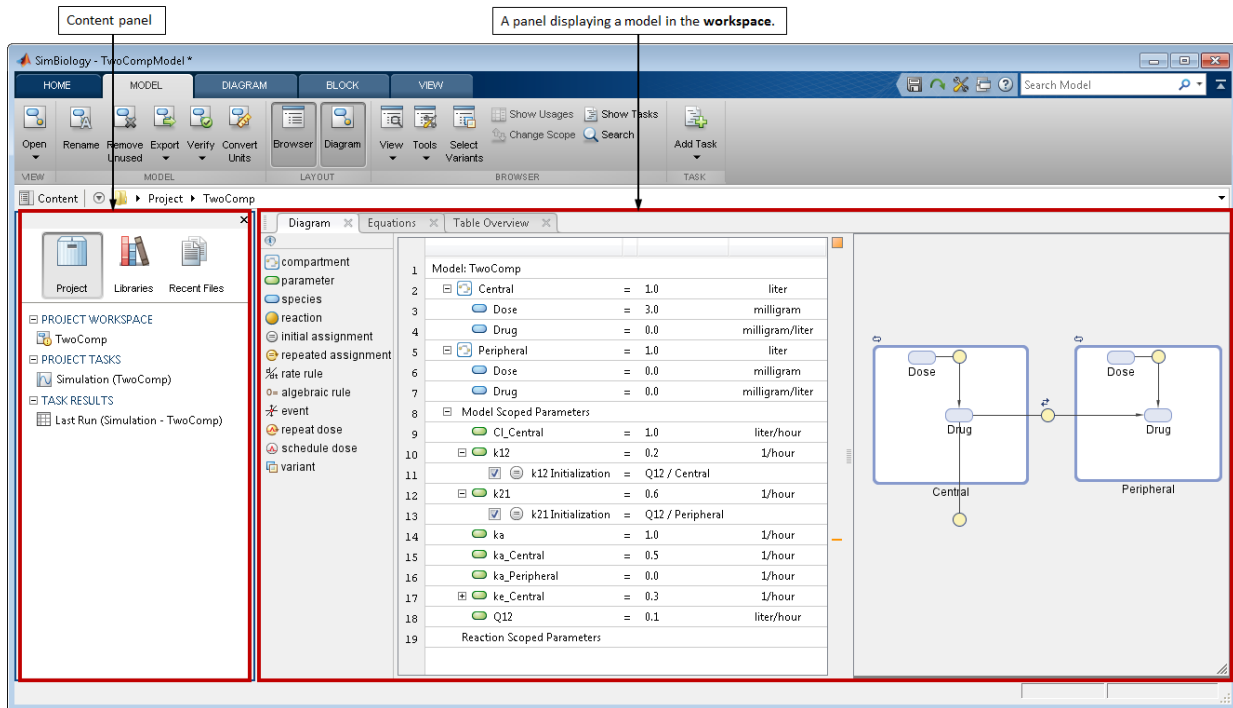 Content panel
A panel displaying a model in the workspace.
SimBiology - TwoCompModel *
HOME MODEL DIAGRAM BLOCK VIEW
Search Model
Open Rename Remove Unused Export Verify Convert Units Browser Diagram View Tools Select Variants Show Usages Show Tasks Change Scope Search Add Task
VIEW MODEL LAYOUT BROWSER TASK
Content Project TwoComp
Project Libraries Recent Files
PROJECT WORKSPACE
TwoComp
PROJECT TASKS
Simulation (TwoComp)
TASK RESULTS
Last Run (Simulation - TwoComp)
Diagram Equations Table Overview
compartment
parameter
species
reaction
initial assignment
repeated assignment
d/dt rate rule
0= algebraic rule
event
repeat dose
schedule dose
variant
1 Model: TwoComp
2 Central = 1.0 liter
3 Dose = 3.0 milligram
4 Drug = 0.0 milligram/liter
5 Peripheral = 1.0 liter
6 Dose = 0.0 milligram
7 Drug = 0.0 milligram/liter
8 Model Scoped Parameters
9 Cl_Central = 1.0 liter/hour
10 k12 = 0.2 1/hour
11 k12 Initialization = Q12 / Central
12 k21 = 0.6 1/hour
13 k21 Initialization = Q12 / Peripheral
14 ka = 1.0 1/hour
15 ka_Central = 0.5 1/hour
16 ka_Peripheral = 0.0 1/hour
17 ke_Central = 0.3 1/hour
18 Q12 = 0.1 liter/hour
19 Reaction Scoped Parameters
Dose Dose
Drug Drug
Central Peripheral